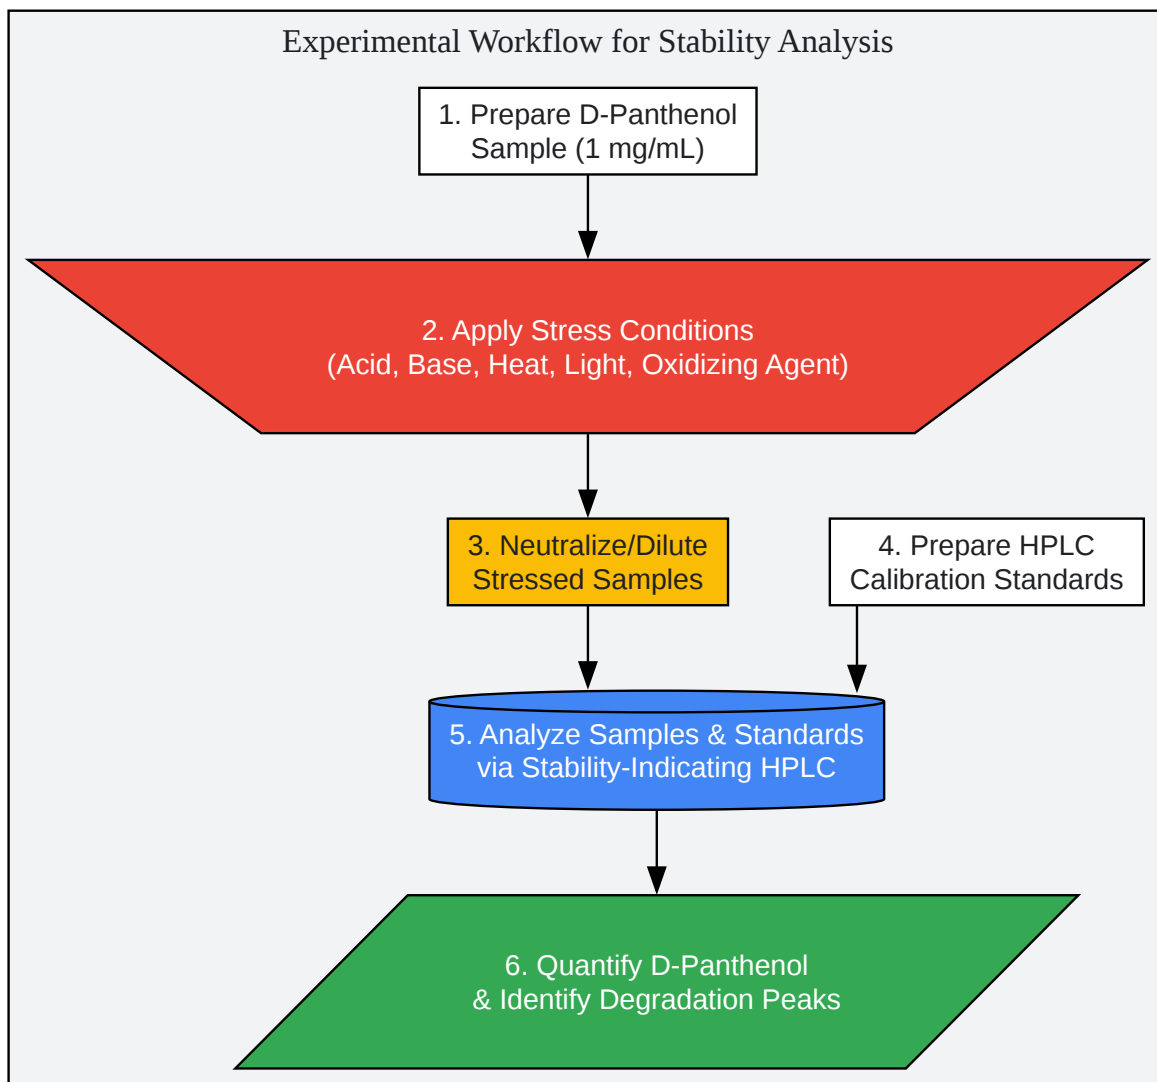 Experimental Workflow for Stability Analysis
1. Prepare D-Panthenol
Sample (1 mg/mL)
2. Apply Stress Conditions
(Acid, Base, Heat, Light, Oxidizing Agent)
3. Neutralize/Dilute
Stressed Samples
4. Prepare HPLC
Calibration Standards
5. Analyze Samples & Standards
via Stability-Indicating HPLC
6. Quantify D-Panthenol
& Identify Degradation Peaks